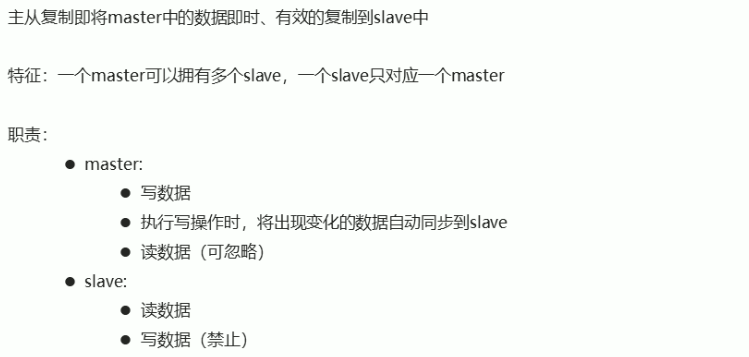 主从复制即将master中的数据即时、有效的复制到slave中
特征：一个master可以拥有多个slave，一个slave只对应一个master
职责：
● master:
● 写数据
● 执行写操作时，将出现变化的数据自动同步到slave
● 读数据（可忽略）
● slave:
● 读数据
● 写数据（禁止）